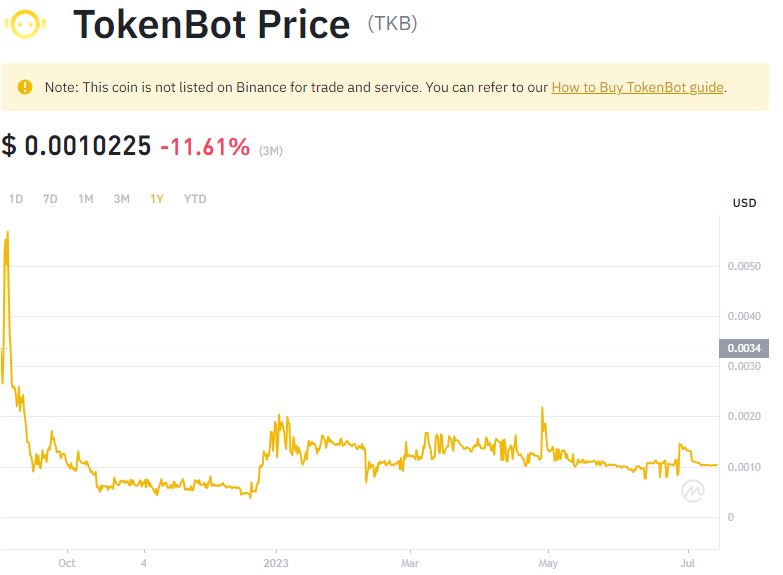 TokenBot Price (TKB)
Note: This coin is not listed on Binance for trade and service. You can refer to our How to Buy TokenBot guide.
$ 0.0010225 -11.61% (3M)
1D 7D 1M 3M 1Y YTD
USD
0.0050
0.0040
0.0034
0.0030
0.0020
0.0010
0
Oct 4 2023 Mar May Jul